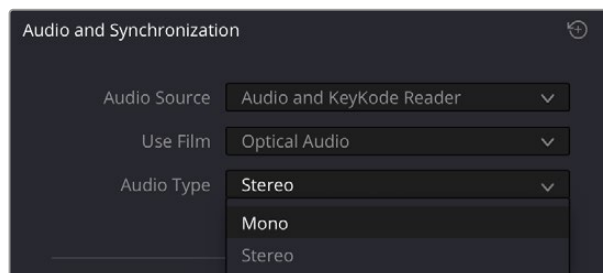 Audio and Synchronization
Audio Source Audio and KeyKode Reader
Use Film Optical Audio
Audio Type Stereo
Mono
Stereo